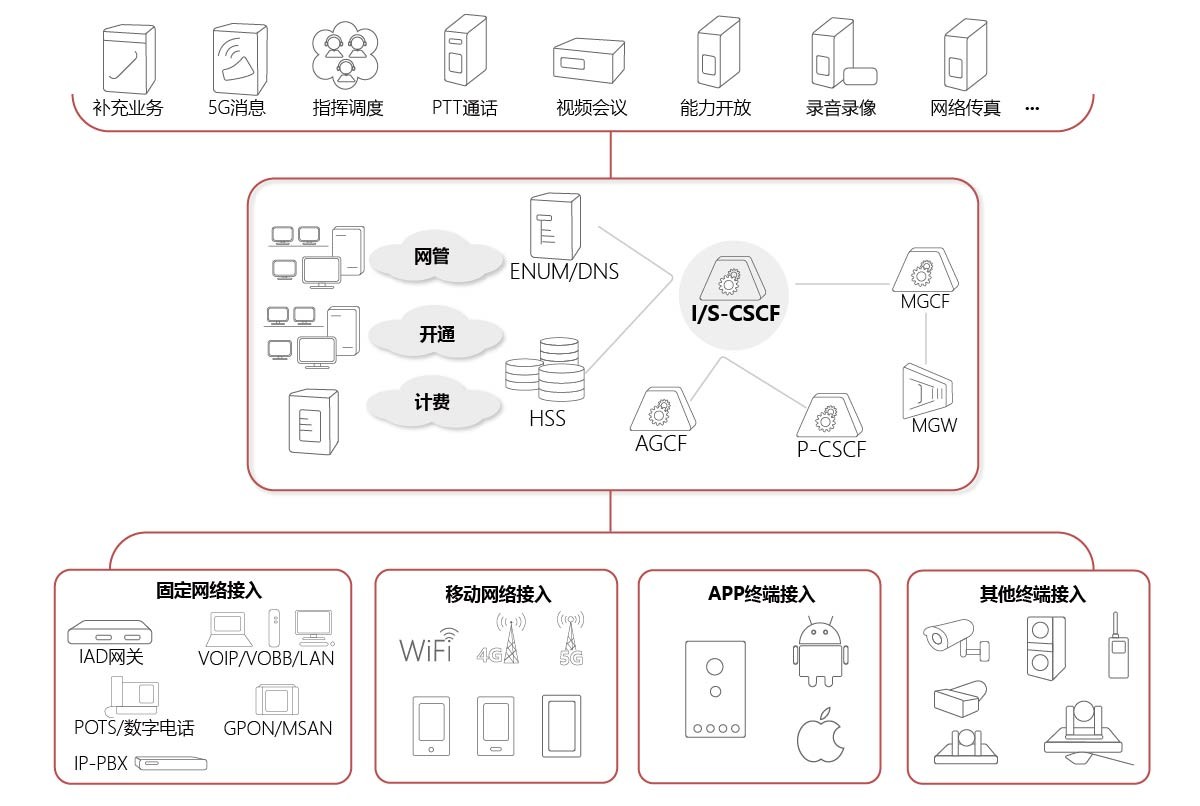 补充业务
5G消息
指挥调度
PTT通话
视频会议
能力开放
录音录像
网络传真
...
网管
ENUM/DNS
开通
I/S-CSCF
MGCF
计费
HSS
AGCF
P-CSCF
MGW
固定网络接入
IAD网关
VOIP/VOBB/LAN
POTS/数字电话
GPON/MSAN
IP-PBX
移动网络接入
WiFi
4G
5G
APP终端接入
其他终端接入